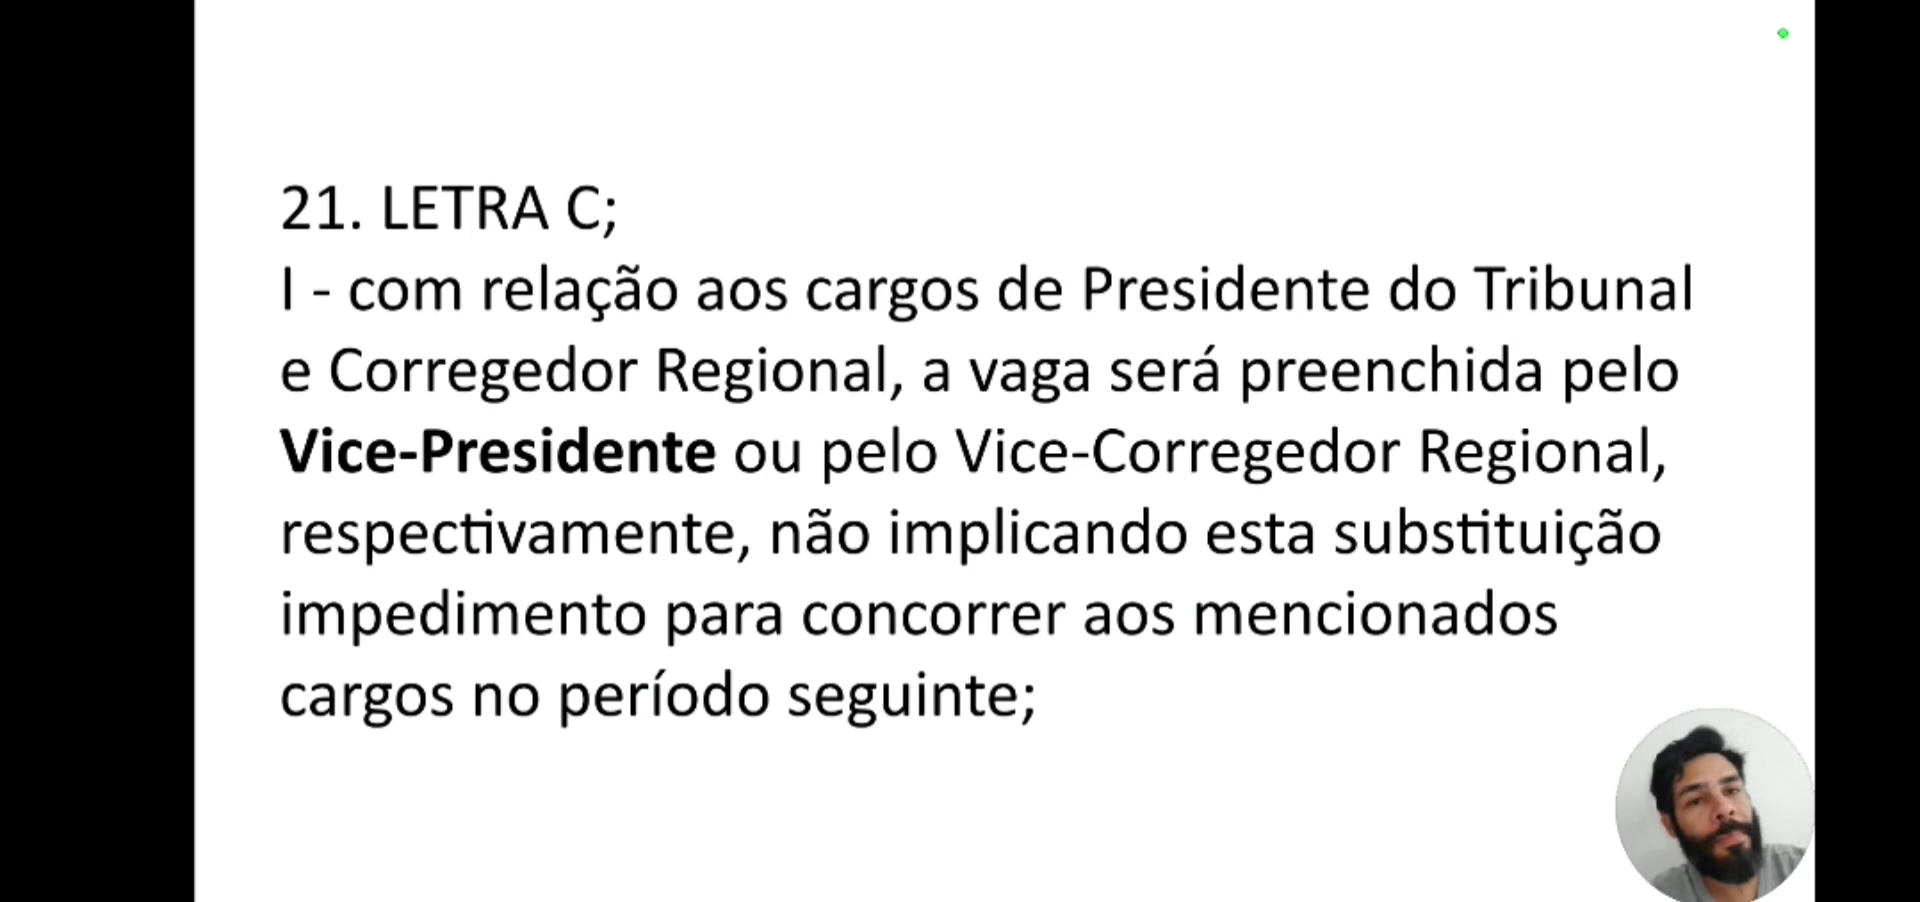 21. LETRA C;
I - com relação aos cargos de Presidente do Tribunal
e Corregedor Regional, a vaga será preenchida pelo
Vice-Presidente ou pelo Vice-Corregedor Regional,
respectivamente, não implicando esta substituição
impedimento para concorrer aos mencionados
cargos no período seguinte;